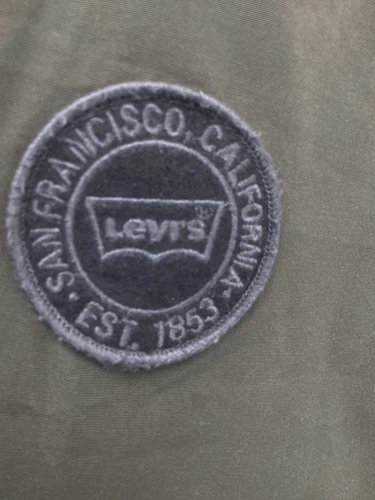 SAN FRANCISCO, CALIFORNIA
Levi's®
EST. 1853